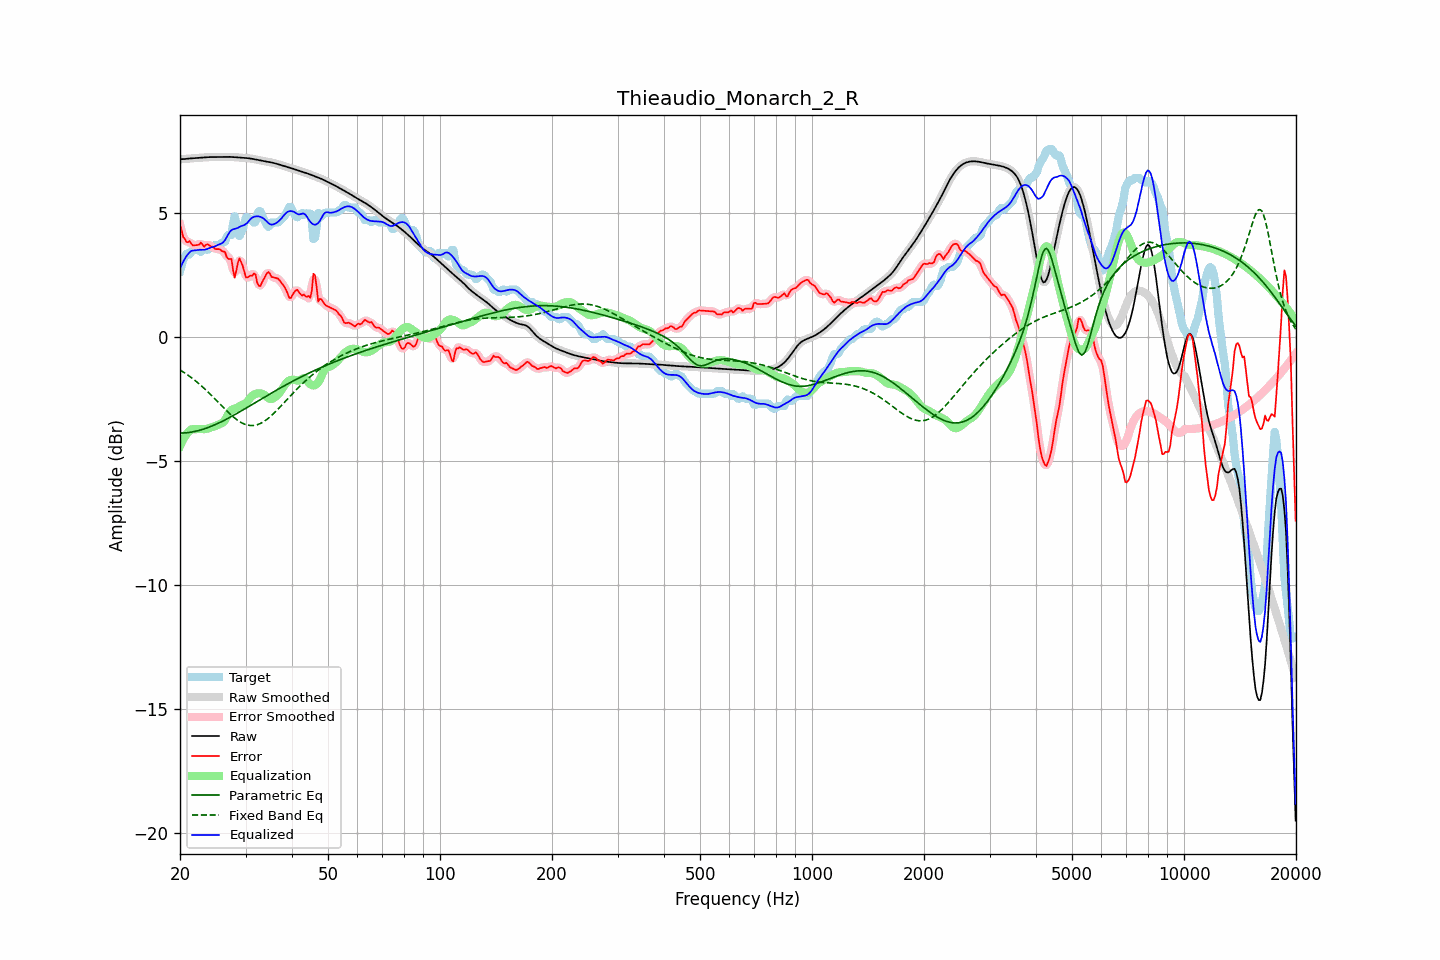 Thieaudio_Monarch_2_R
Amplitude (dBr)
5
0
−5
−10
−15
−20
Target
Raw Smoothed
Error Smoothed
Raw
Error
Equalization
Parametric Eq
Fixed Band Eq
Equalized
20 50 100 200 500 1000 2000 5000 10000 20000
Frequency (Hz)